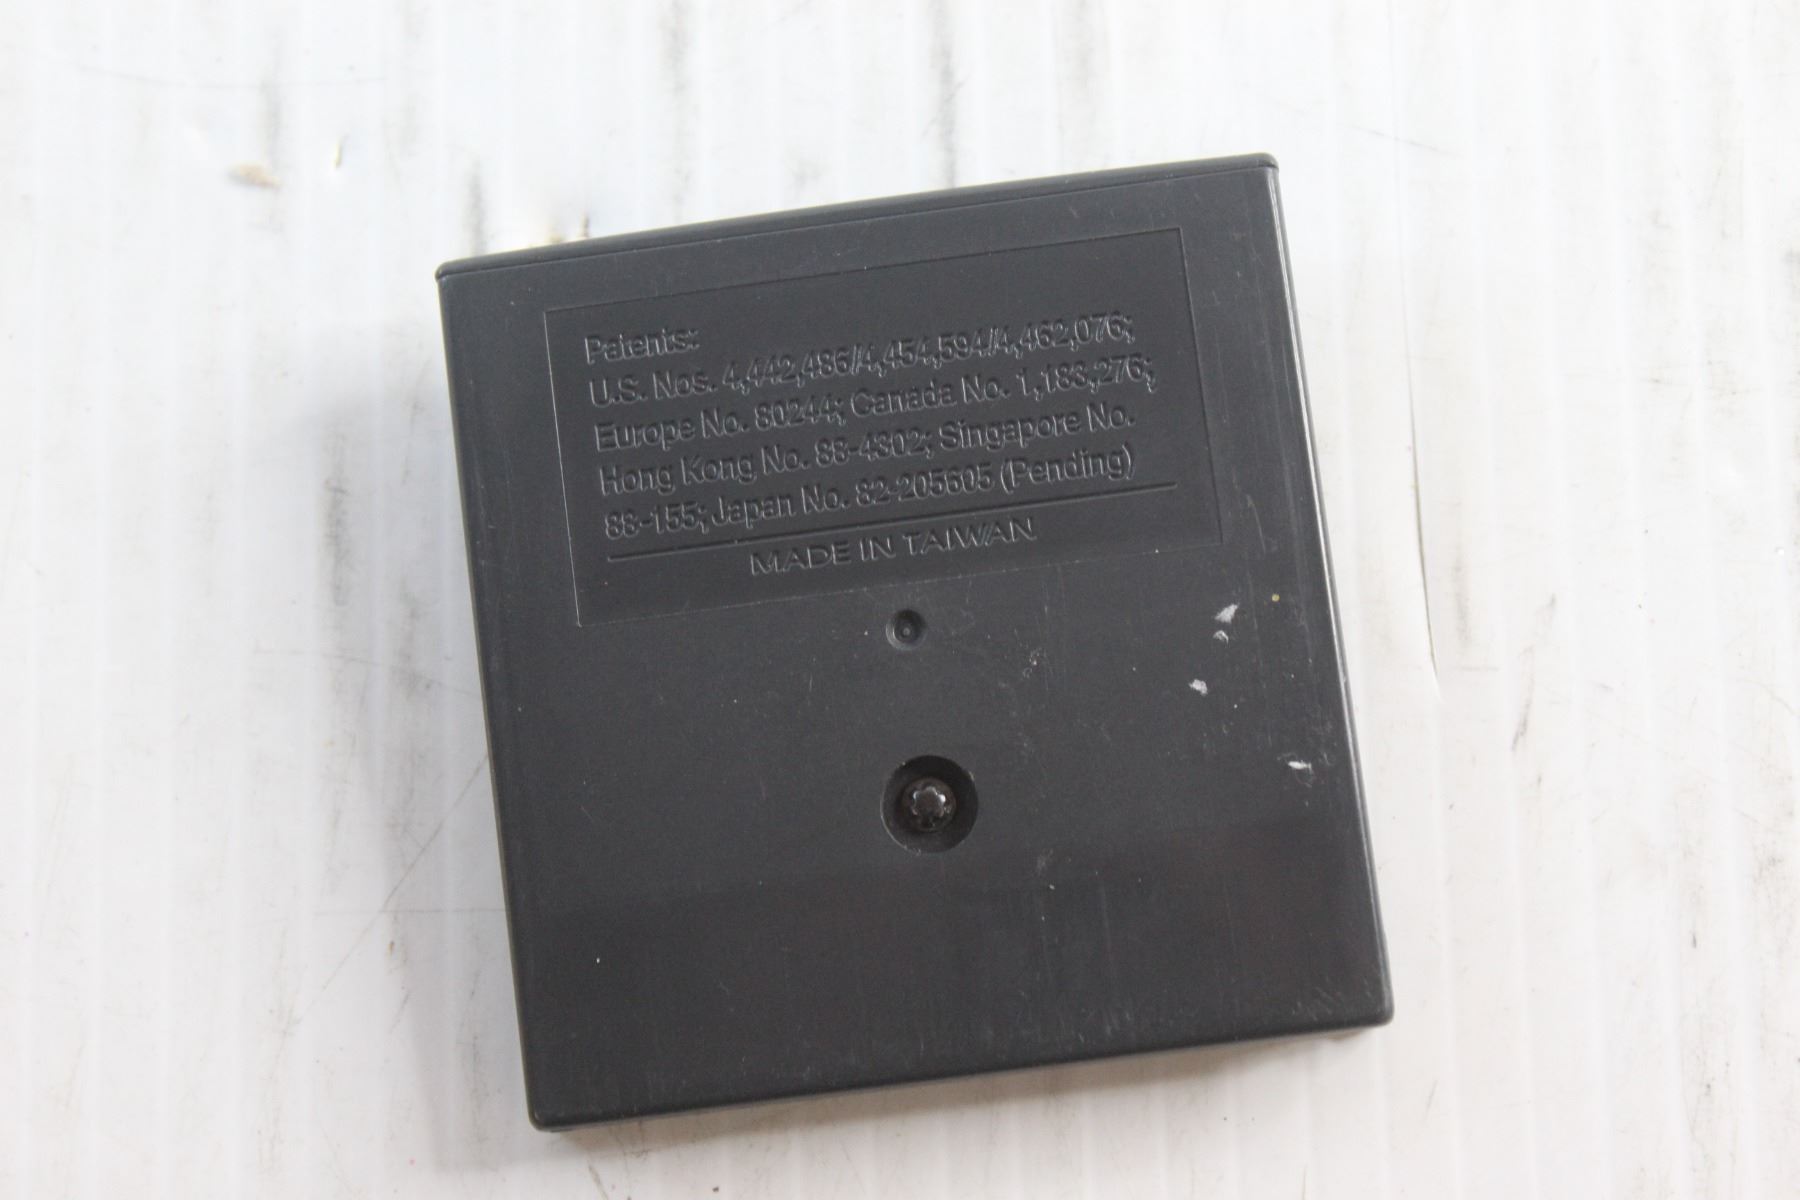 Patents:
U.S. Nos. 4,442,486/4,454,594/4,462,076;
Europe No. 80244; Canada No. 1,183,276;
Hong Kong No. 88-4302; Singapore No.
88-155; Japan No. 82-205605 (Pending)
MADE IN TAIWAN